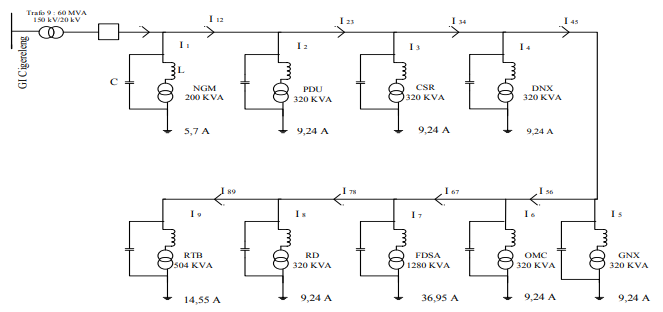 Trafo 9 : 60 MVA
150 kV/20 kV
GI Cigereleng
I 12
I 23
I 34
I 45
I 1
I 2
I 3
I 4
C
L
NGM
200 KVA
PDU
320 KVA
CSR
320 KVA
DNX
320 KVA
5,7 A
9,24 A
9,24 A
9,24 A
I 89
I 78
I 67
I 56
I 9
I 8
I 7
I 6
I 5
RTB
504 KVA
RD
320 KVA
FDSA
1280 KVA
OMC
320 KVA
GNX
320 KVA
14,55 A
9,24 A
36,95 A
9,24 A
9,24 A